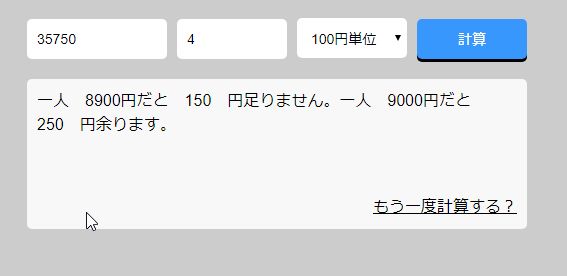 35750 4 100円単位 計算
一人　8900円だと　150　円足りません。一人　9000円だと
250　円余ります。
もう一度計算する？